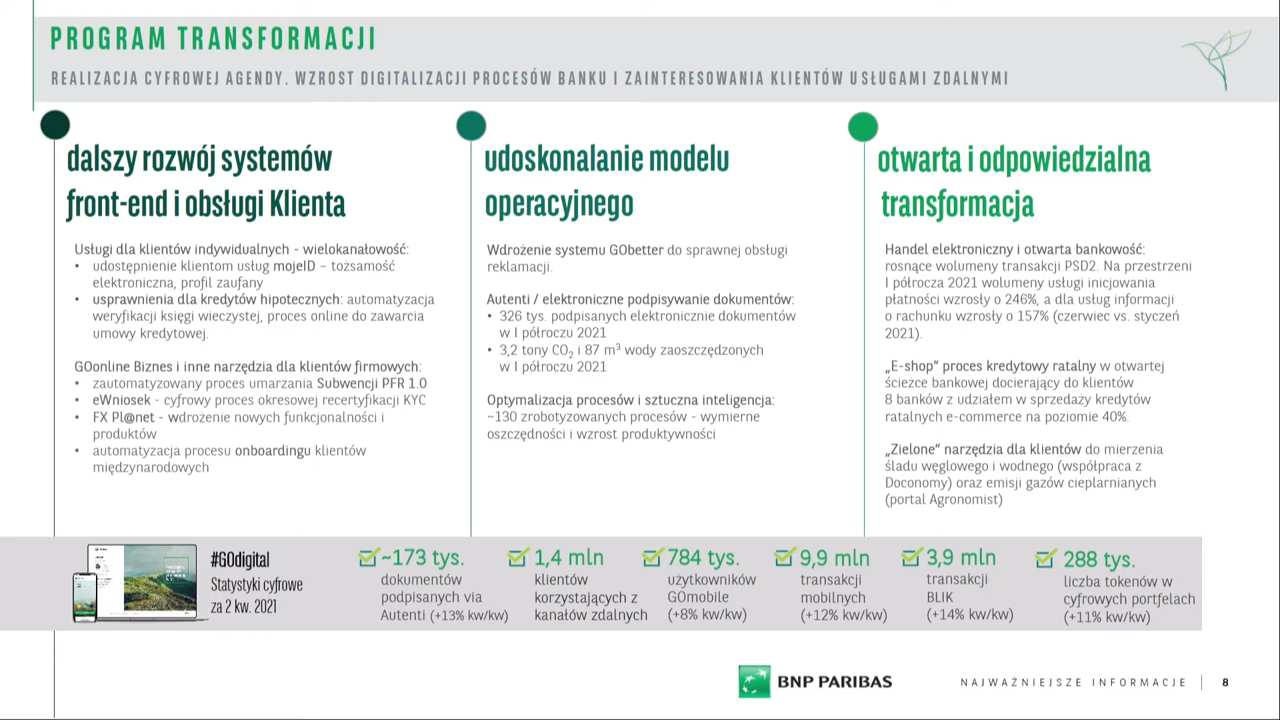 PROGRAM TRANSFORMACJI
REALIZACJA CYFROWEJ AGENDY. WZROST DIGITALIZACJI PROCESÓW BANKU I ZAINTERESOWANIA KLIENTÓW USŁUGAMI ZDALNYMI
dalszy rozwój systemów
front-end i obsługi Klienta
Usługi dla klientów indywidualnych - wielokanałowość:
• udostępnienie klientom usług mojeID – tożsamość
elektroniczna, profil zaufany
• usprawnienia dla kredytów hipotecznych: automatyzacja
weryfikacji księgi wieczystej, proces online do zawarcia
umowy kredytowej.
GOonline Biznes i inne narzędzia dla klientów firmowych:
• zautomatyzowany proces umarzania Subwencji PFR 1.0
• eWniosek - cyfrowy proces okresowej recertyfikacji KYC
• FX Pl@net - wdrożenie nowych funkcjonalności i
produktów
• automatyzacja procesu onboardingu klientów
międzynarodowych
udoskonalanie modelu
operacyjnego
Wdrożenie systemu GObetter do sprawnej obsługi
reklamacji.
Autenti / elektroniczne podpisywanie dokumentów:
• 326 tys. podpisanych elektronicznie dokumentów
w I półroczu 2021
• 3,2 tony CO₂ i 87 m³ wody zaoszczędzonych
w I półroczu 2021
Optymalizacja procesów i sztuczna inteligencja:
~130 zrobotyzowanych procesów - wymierne
oszczędności i wzrost produktywności
otwarta i odpowiedzialna
transformacja
Handel elektroniczny i otwarta bankowość:
rosnące wolumeny transakcji PSD2. Na przestrzeni
I półrocza 2021 wolumeny usługi inicjowania
płatności wzrosły o 246%, a dla usług informacji
o rachunku wzrosły o 157% (czerwiec vs. styczeń
2021).
„E-shop” proces kredytowy ratalny w otwartej
ścieżce bankowej docierający do klientów
8 banków z udziałem w sprzedaży kredytów
ratalnych e-commerce na poziomie 40%.
„Zielone” narzędzia dla klientów do mierzenia
śladu węglowego i wodnego (współpraca z
Doconomy) oraz emisji gazów cieplarnianych
(portal Agronomist)
#GOdigital
Statystyki cyfrowe
za 2 kw. 2021
~173 tys.
dokumentów
podpisanych via
Autenti (+13% kw/kw)
1,4 mln
klientów
korzystających z
kanałów zdalnych
784 tys.
użytkowników
GOmobile
(+8% kw/kw)
9,9 mln
transakcji
mobilnych
(+12% kw/kw)
3,9 mln
transakcji
BLIK
(+14% kw/kw)
288 tys.
liczba tokenów w
cyfrowych portfelach
(+11% kw/kw)
BNP PARIBAS
NAJWAŻNIEJSZE INFORMACJE
8